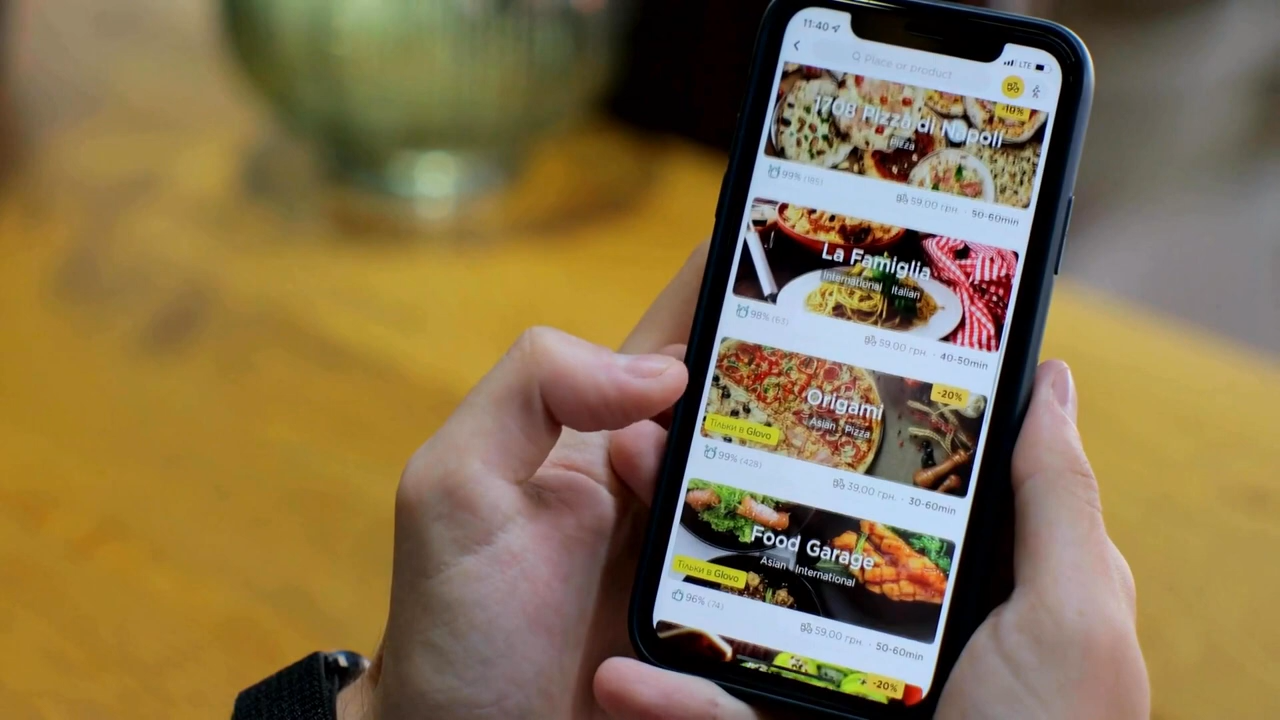 11:40
LTE
Place or product
-10%
1708 Pizza di Napoli
Pizza
99% (185)
59,00 грн. · 50-60min
La Famiglia
International Italian
98% (63)
59,00 грн. · 40-50min
-20%
Origami
Asian Pizza
Тільки в Glovo
99% (428)
39,00 грн. · 30-60min
Food Garage
Asian International
Тільки в Glovo
96% (74)
59,00 грн. · 50-60min
-20%